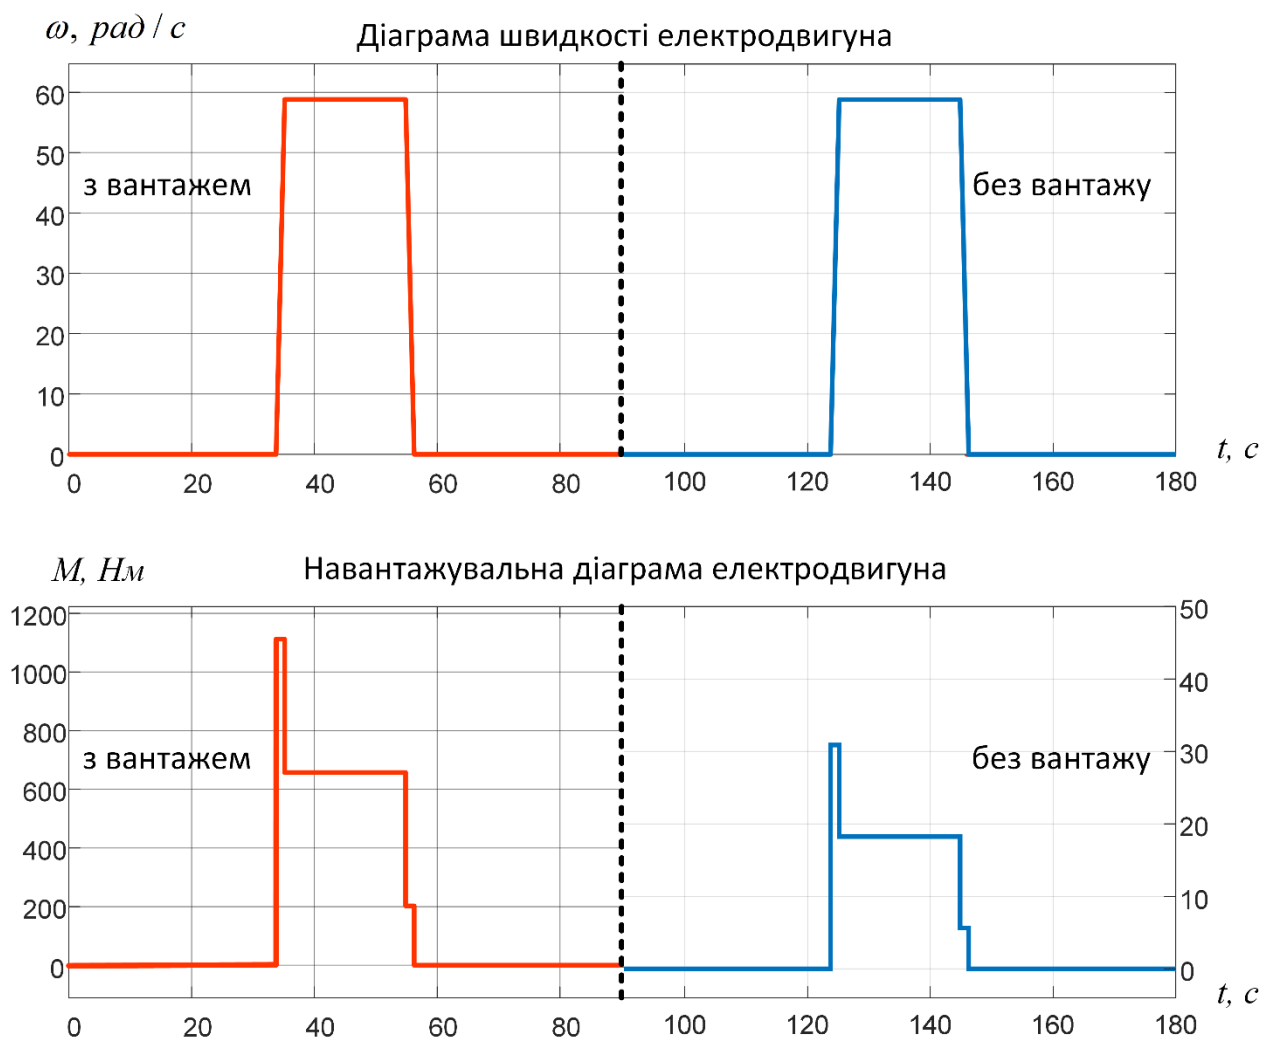 ω, рад / с
Діаграма швидкості електродвигуна
60
50
40
30
20
10
0
з вантажем
без вантажу
0 20 40 60 80 100 120 140 160 180
t, с
M, Нм
Навантажувальна діаграма електродвигуна
1200
1000
800
600
400
200
0
з вантажем
без вантажу
50
40
30
20
10
0
0 20 40 60 80 100 120 140 160 180
t, с